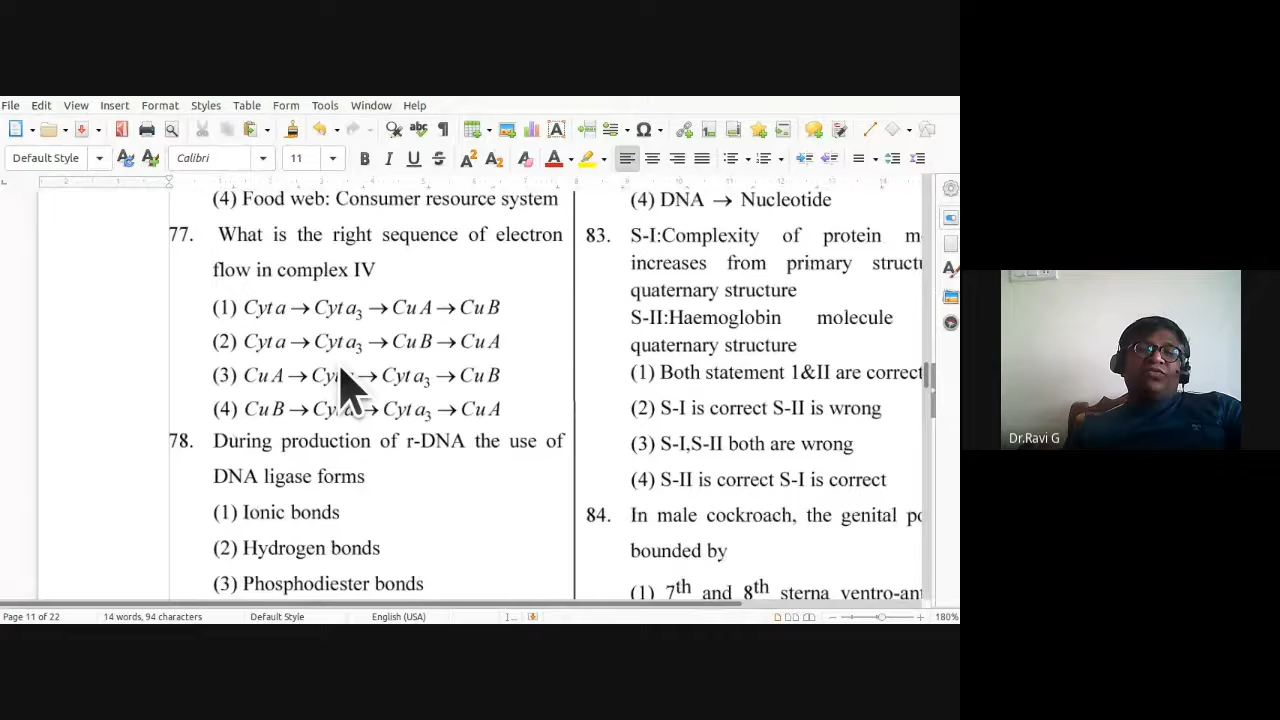 File Edit View Insert Format Styles Table Form Tools Window Help
Default Style Calibri 11
(4) Food web: Consumer resource system
77. What is the right sequence of electron
flow in complex IV
(1) Cyt a → Cyt a₃ → Cu A → Cu B
(2) Cyt a → Cyt a₃ → Cu B → Cu A
(3) Cu A → → Cyt a₃ → Cu B
(4) Cu B → → Cyt a₃ → Cu A
78. During production of r-DNA the use of
DNA ligase forms
(1) Ionic bonds
(2) Hydrogen bonds
(3) Phosphodiester bonds
(4) DNA → Nucleotide
83. S-I:Complexity of protein
increases from primary
quaternary structure
S-II:Haemoglobin molecule
quaternary structure
(1) Both statement 1&II are correct
(2) S-I is correct S-II is wrong
(3) S-I,S-II both are wrong
(4) S-II is correct S-I is correct
84. In male cockroach, the genital
bounded by
(1) 7th and 8th sterna
Page 11 of 22 14 words, 94 characters Default Style English (USA) 180%
Dr.Ravi G